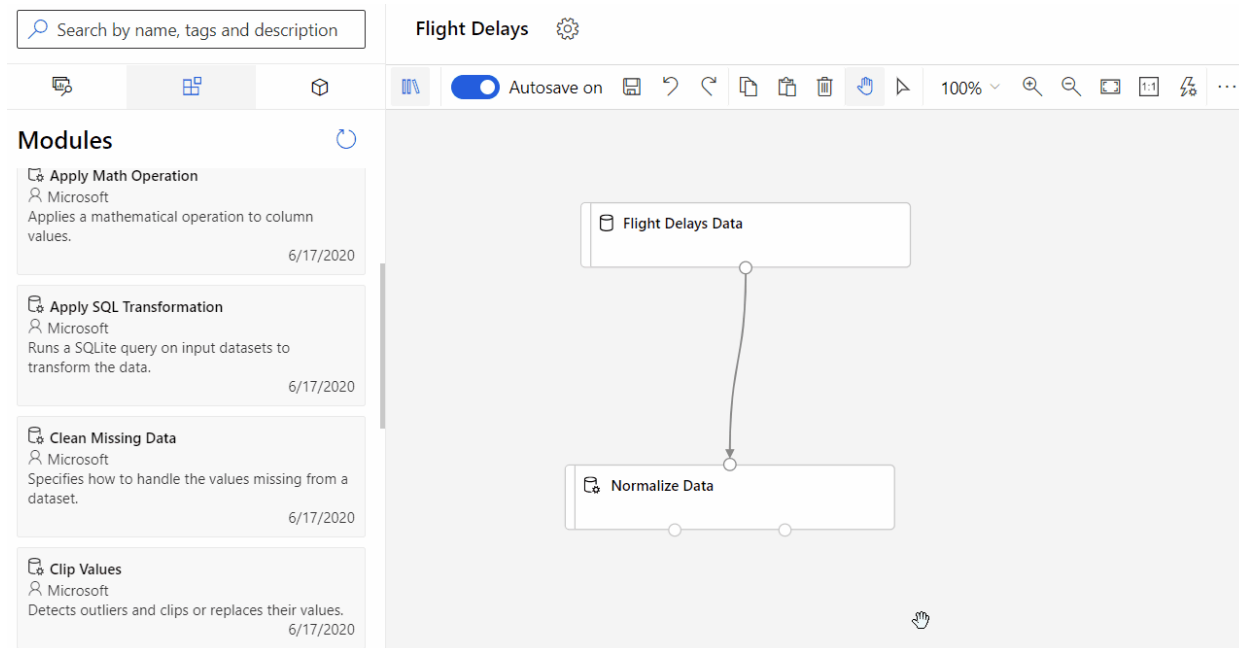 Search by name, tags and description
Flight Delays
Autosave on
100%
1:1
Modules
Apply Math Operation
Microsoft
Applies a mathematical operation to column
values.
6/17/2020
Apply SQL Transformation
Microsoft
Runs a SQLite query on input datasets to
transform the data.
6/17/2020
Clean Missing Data
Microsoft
Specifies how to handle the values missing from a
dataset.
6/17/2020
Clip Values
Microsoft
Detects outliers and clips or replaces their values.
6/17/2020
Flight Delays Data
Normalize Data